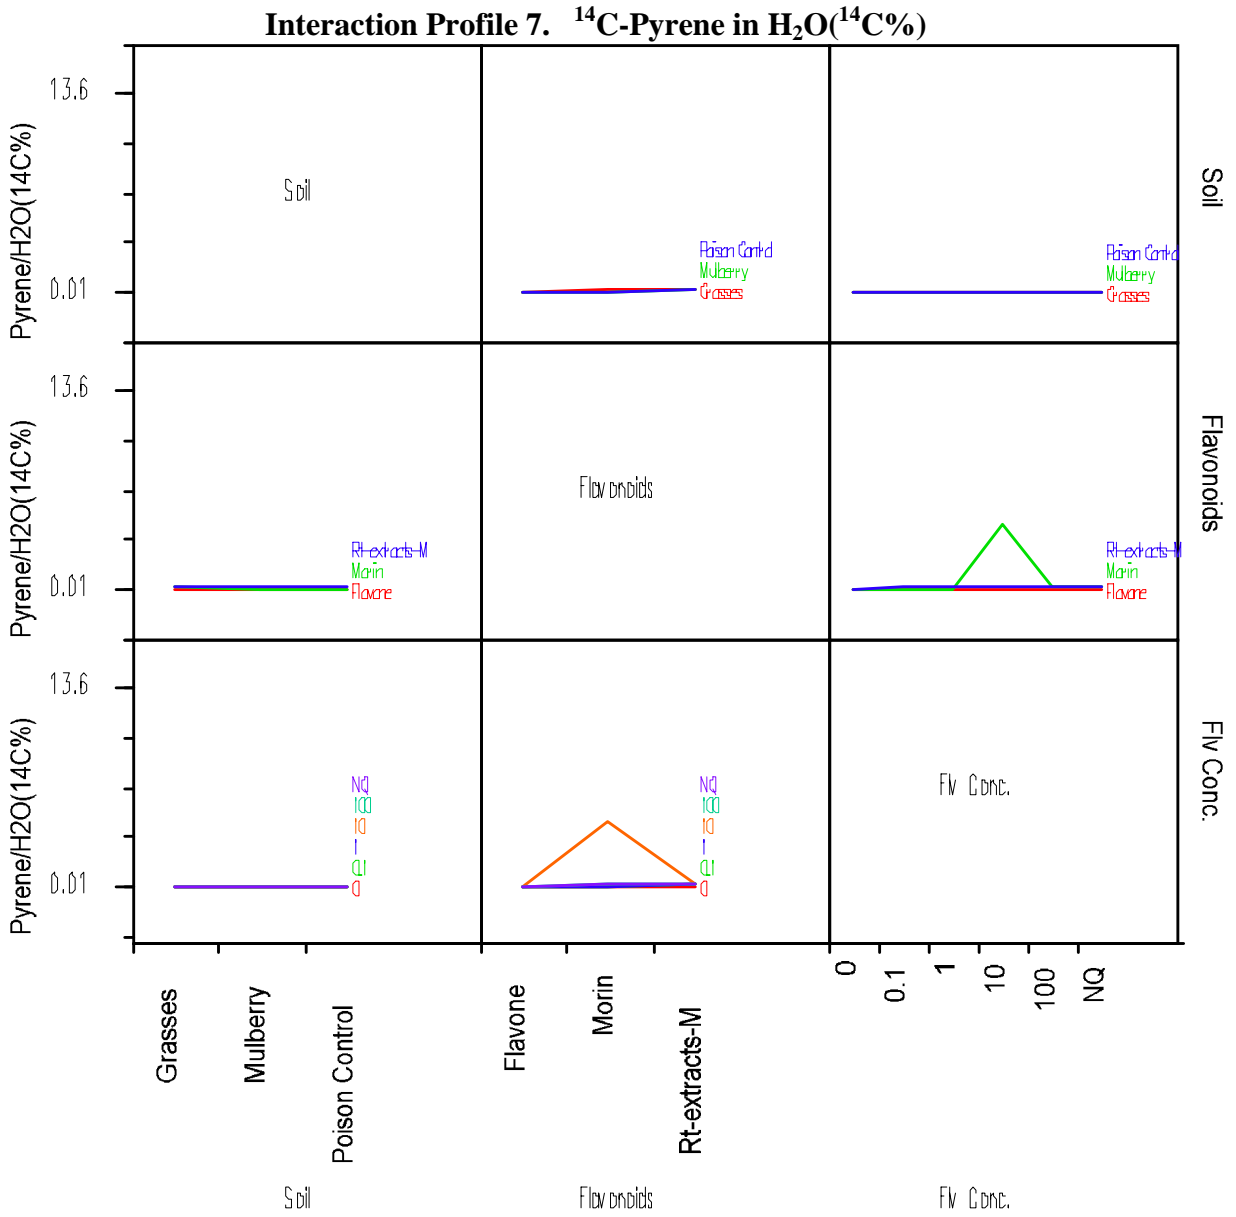 Interaction Profile 7. ¹⁴C-Pyrene in H₂O(¹⁴C%)
Pyrene/H2O(14C%)
13.6
0.01
Soil
Poison Control
Mulberry
Grasses
Poison Control
Mulberry
Grasses
Soil
Pyrene/H2O(14C%)
13.6
0.01
Rt-extracts-M
Morin
Flavone
Flavonoids
Rt-extracts-M
Morin
Flavone
Flavonoids
Pyrene/H2O(14C%)
13.6
0.01
NQ
100
10
1
0.1
0
NQ
100
10
1
0.1
0
Flv Conc.
Flv Conc.
Grasses
Mulberry
Poison Control
Flavone
Morin
Rt-extracts-M
0
0.1
1
10
100
NQ
Soil
Flavonoids
Flv Conc.